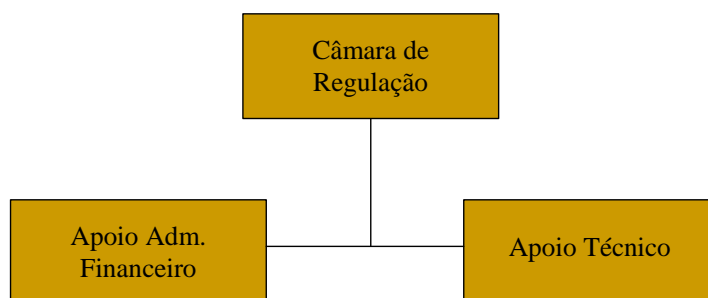 Câmara de
Regulação
Apoio Adm.
Financeiro
Apoio Técnico